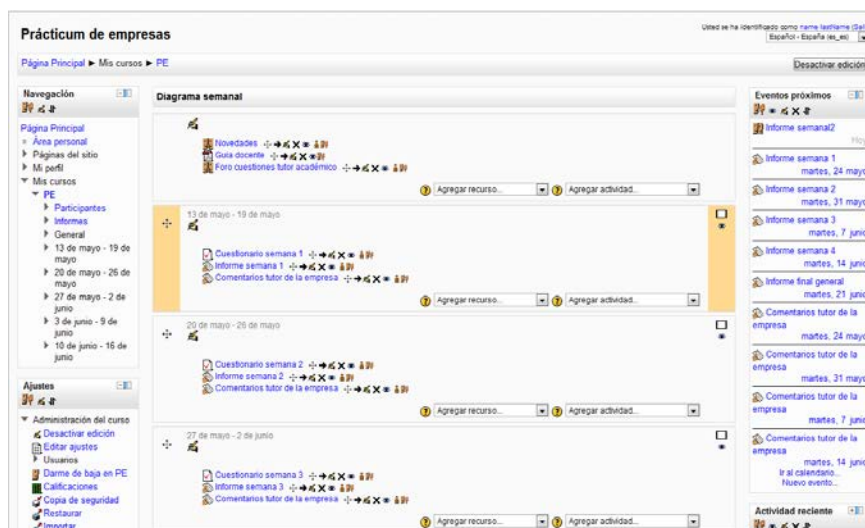 Prácticum de empresas
Usted se ha identificado como name lastName (Sal
Español - España (es_es)
Página Principal ► Mis cursos ► PE
Desactivar edición
Navegación
Página Principal
Área personal
Páginas del sitio
Mi perfil
Mis cursos
PE
Participantes
Informes
General
13 de mayo - 19 de
mayo
20 de mayo - 26 de
mayo
27 de mayo - 2 de
junio
3 de junio - 9 de
junio
10 de junio - 16 de
junio
Ajustes
Administración del curso
Desactivar edición
Editar ajustes
Usuarios
Darme de baja en PE
Calificaciones
Copia de seguridad
Restaurar
Importar
Diagrama semanal
Novedades
Guía docente
Foro cuestiones tutor académico
Agregar recurso... Agregar actividad...
13 de mayo - 19 de mayo
Cuestionario semana 1
Informe semana 1
Comentarios tutor de la empresa
Agregar recurso... Agregar actividad...
20 de mayo - 26 de mayo
Cuestionario semana 2
Informe semana 2
Comentarios tutor de la empresa
Agregar recurso... Agregar actividad...
27 de mayo - 2 de junio
Cuestionario semana 3
Informe semana 3
Comentarios tutor de la empresa
Agregar recurso... Agregar actividad...
Eventos próximos
Informe semanal2
Hoy
Informe semana 1
martes, 24 mayo
Informe semana 2
martes, 31 mayo
Informe semana 3
martes, 7 junio
Informe semana 4
martes, 14 junio
Informe final general
martes, 21 junio
Comentarios tutor de la
empresa
martes, 24 mayo
Comentarios tutor de la
empresa
martes, 31 mayo
Comentarios tutor de la
empresa
martes, 7 junio
Comentarios tutor de la
empresa
martes, 14 junio
Ir al calendario...
Nuevo evento...
Actividad reciente